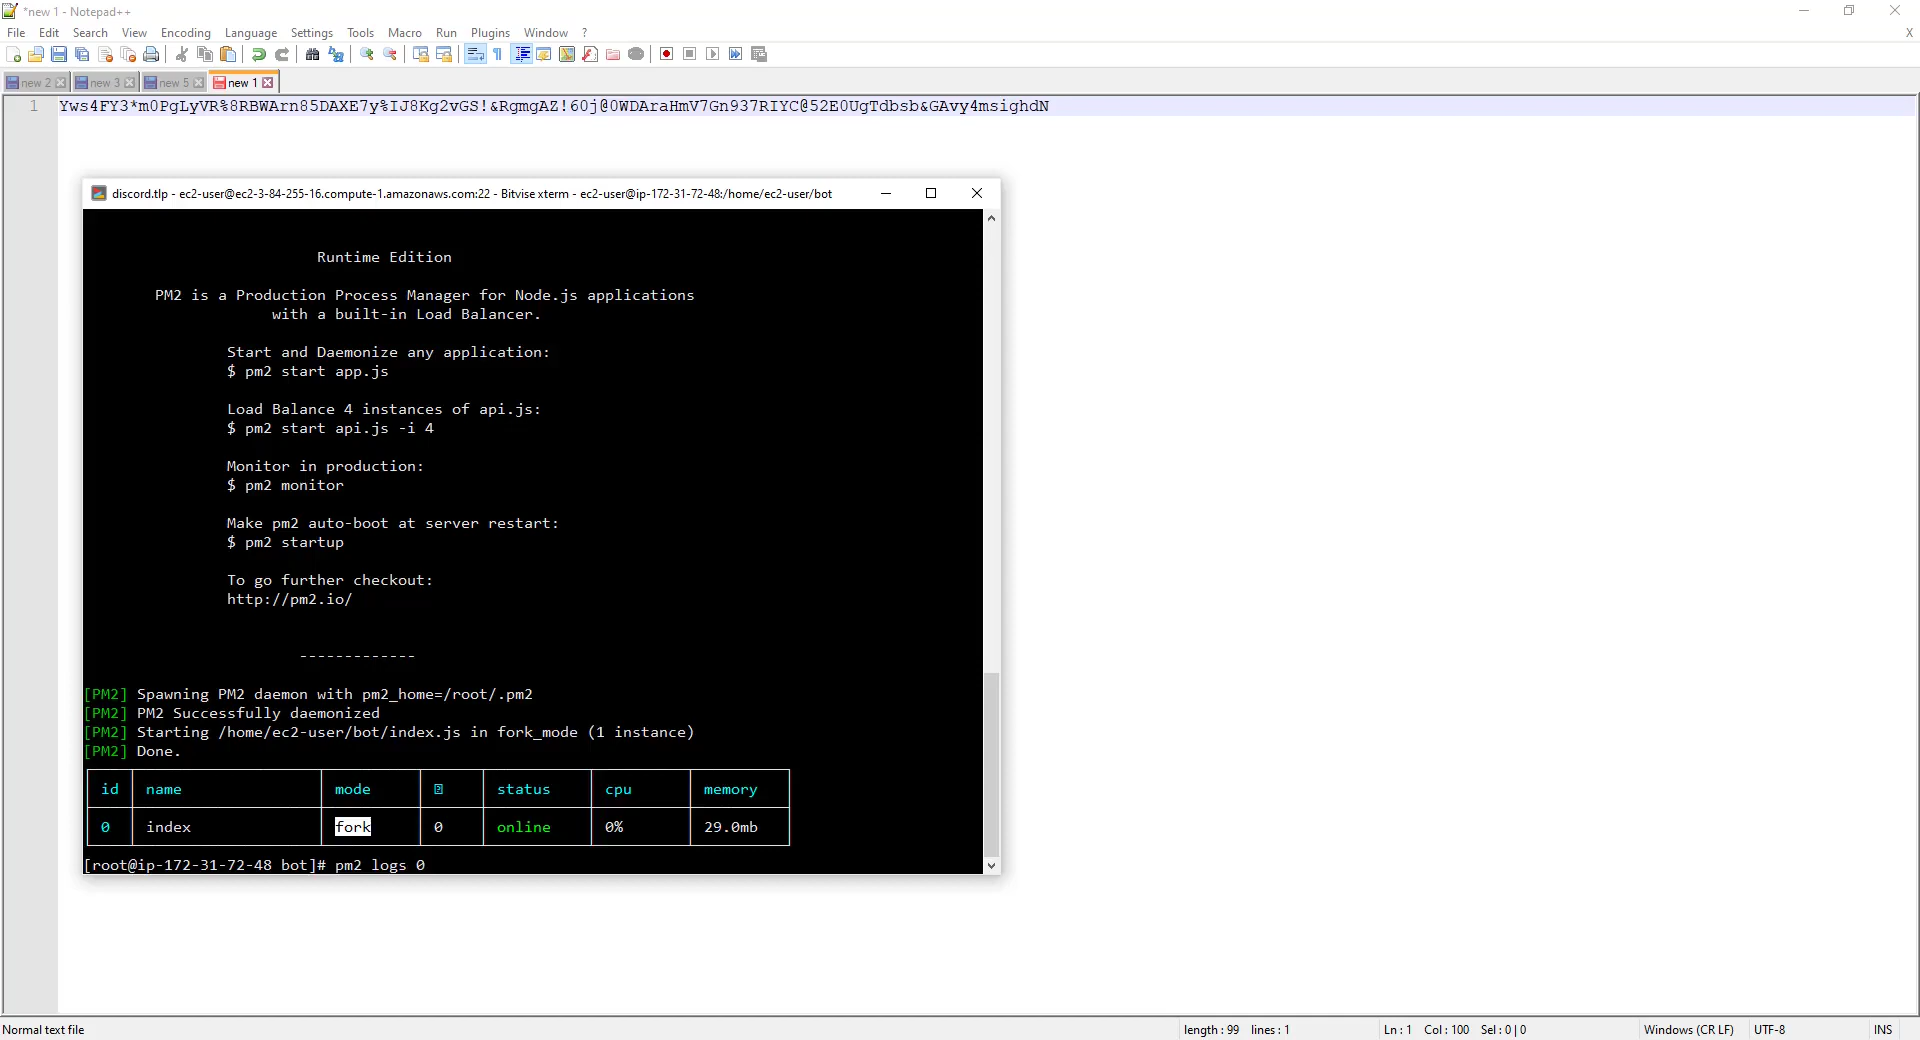 *new 1 - Notepad++
File Edit Search View Encoding Language Settings Tools Macro Run Plugins Window ? X
new 2 new 3 new 5 new 1
1 Yws4FY3*m0PgLyVR%8RBWArn85DAXE7y%IJ8Kg2vGS!&RgmgAZ!60j@0WDAraHmV7Gn937RIYC@52E0UgTdbsb&GAvy4msighdN
discord.tlp - ec2-user@ec2-3-84-255-16.compute-1.amazonaws.com:22 - Bitvise xterm - ec2-user@ip-172-31-72-48:/home/ec2-user/bot
Runtime Edition
PM2 is a Production Process Manager for Node.js applications
with a built-in Load Balancer.
Start and Daemonize any application:
$ pm2 start app.js
Load Balance 4 instances of api.js:
$ pm2 start api.js -i 4
Monitor in production:
$ pm2 monitor
Make pm2 auto-boot at server restart:
$ pm2 startup
To go further checkout:
http://pm2.io/
-------------
[PM2] Spawning PM2 daemon with pm2_home=/root/.pm2
[PM2] PM2 Successfully daemonized
[PM2] Starting /home/ec2-user/bot/index.js in fork_mode (1 instance)
[PM2] Done.
id name mode status cpu memory
0 index fork 0 online 0% 29.0mb
[root@ip-172-31-72-48 bot]# pm2 logs 0
Normal text file length : 99 lines : 1 Ln : 1 Col : 100 Sel : 0 | 0 Windows (CR LF) UTF-8 INS